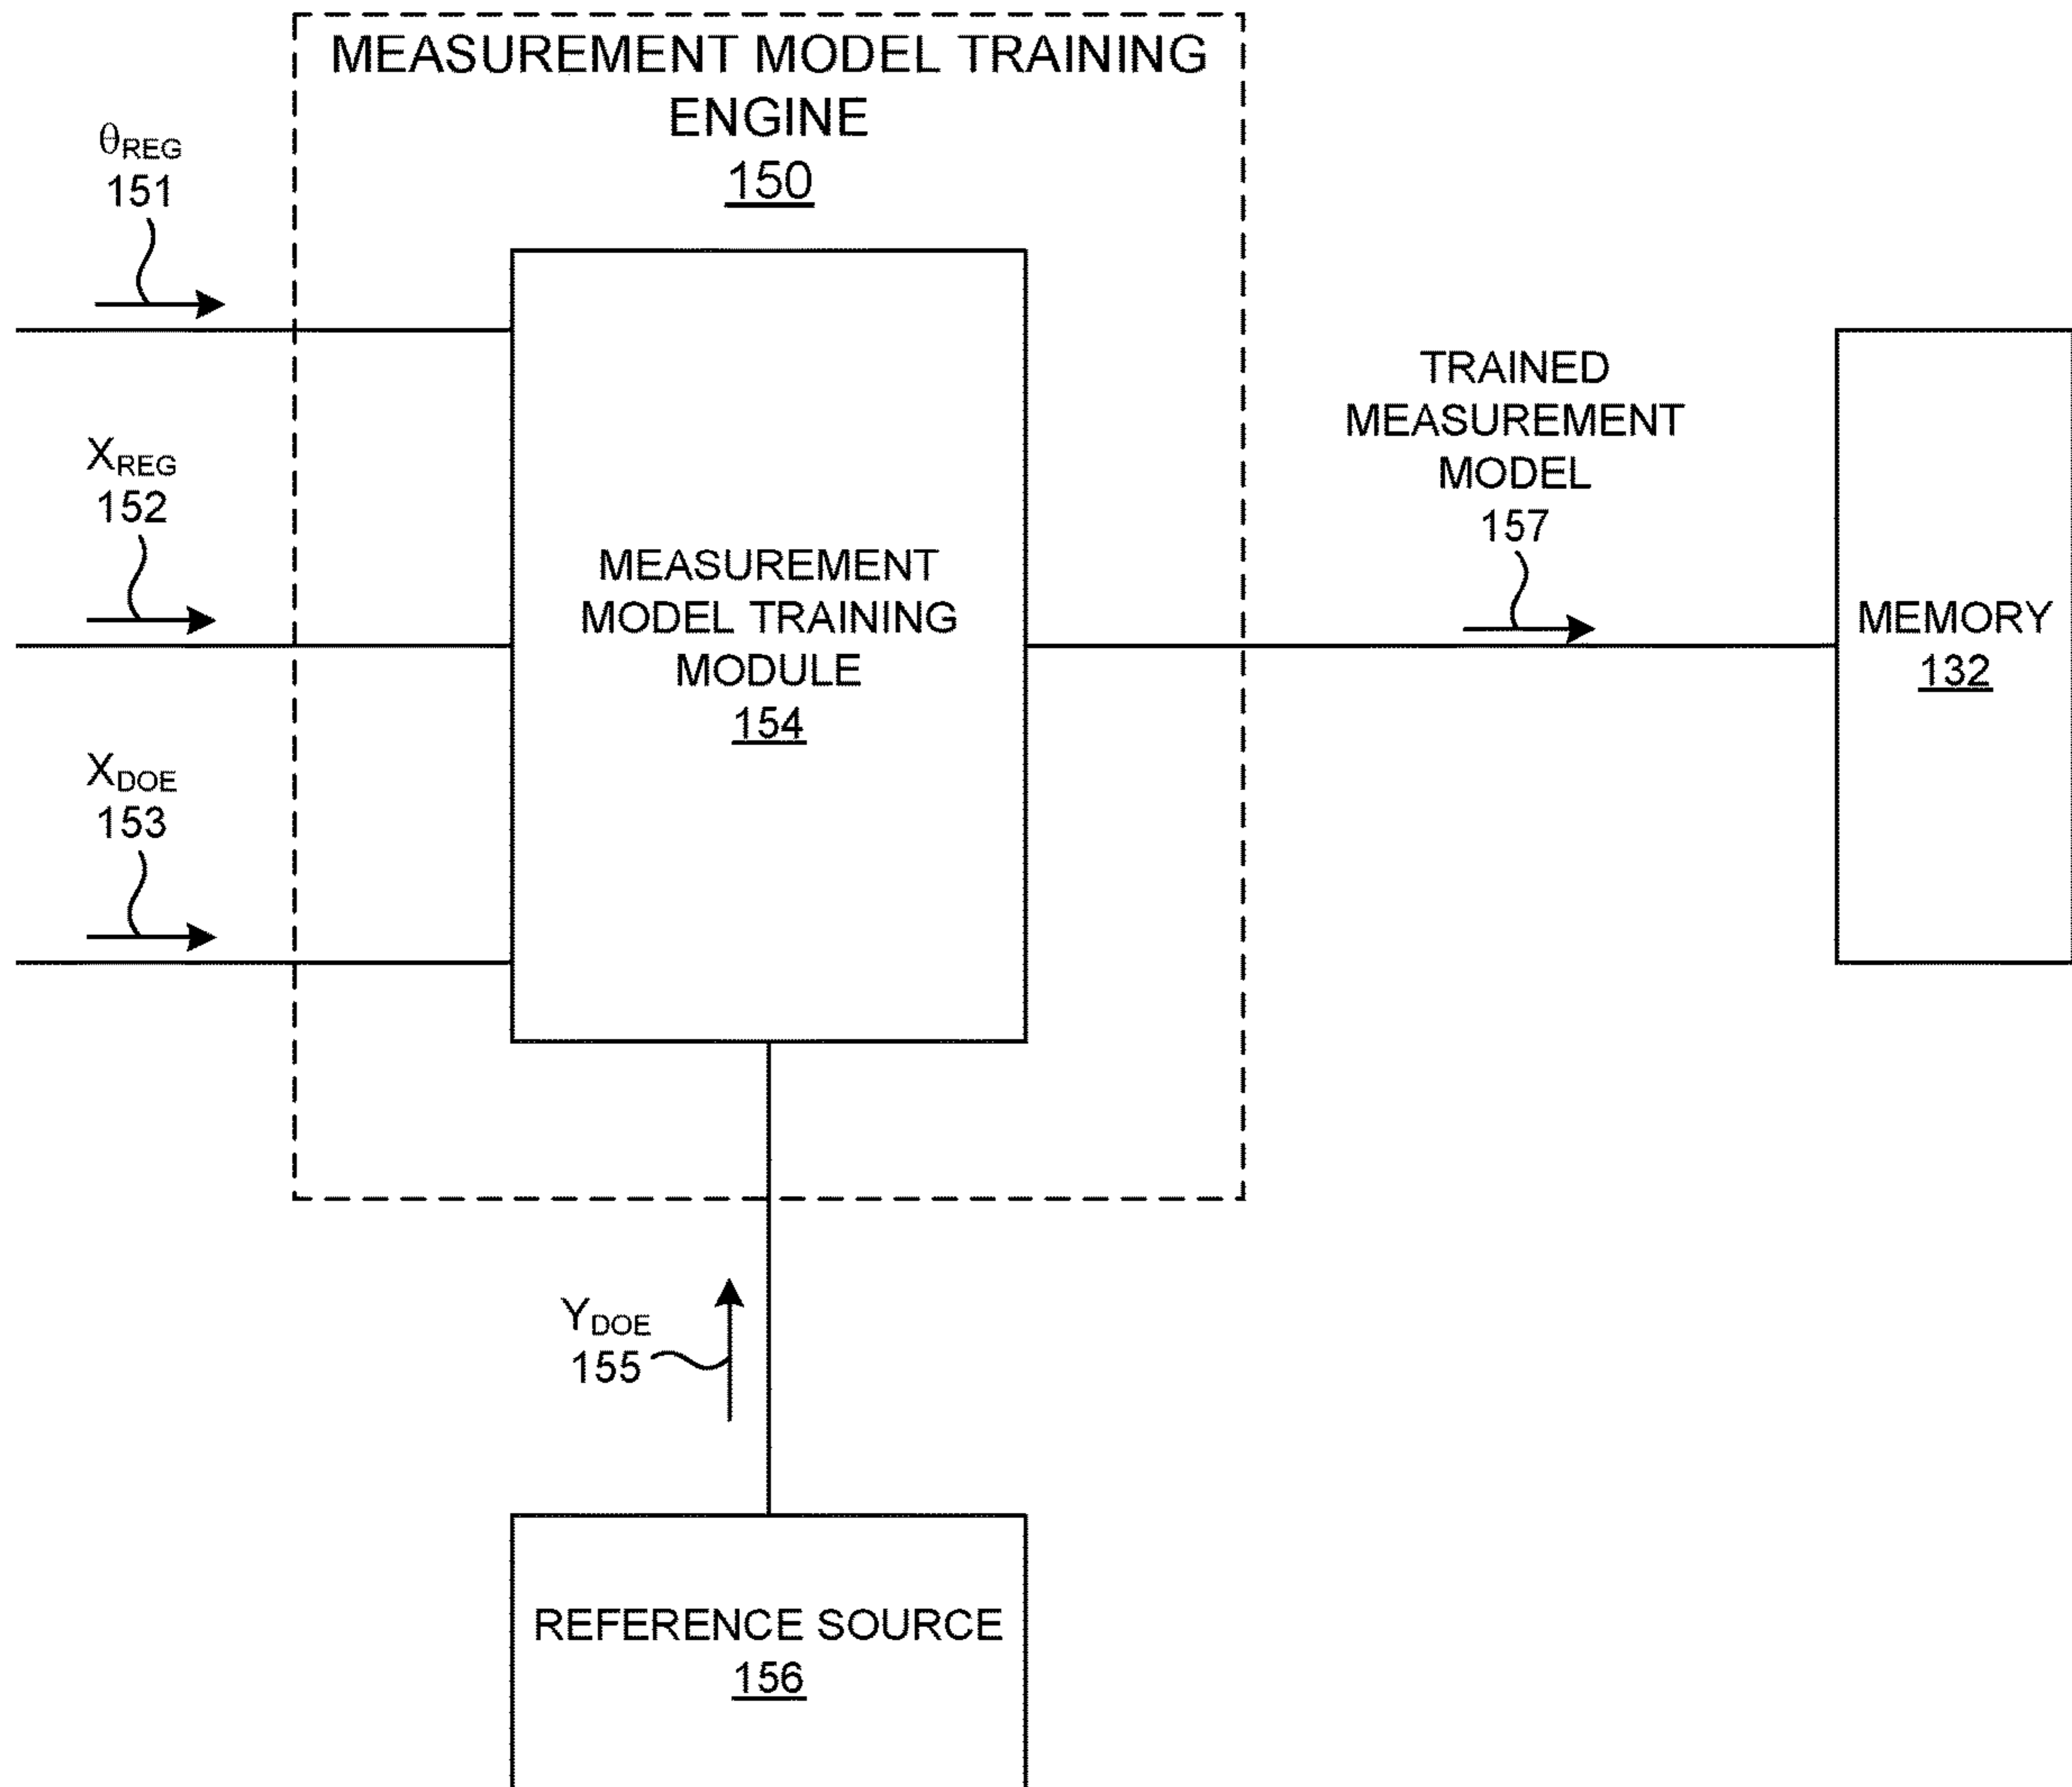 MEASUREMENT MODEL TRAINING
ENGINE
150
θREG
151
XREG
152
XDOE
153
MEASUREMENT
MODEL TRAINING
MODULE
154
TRAINED
MEASUREMENT
MODEL
157
MEMORY
132
YDOE
155
REFERENCE SOURCE
156